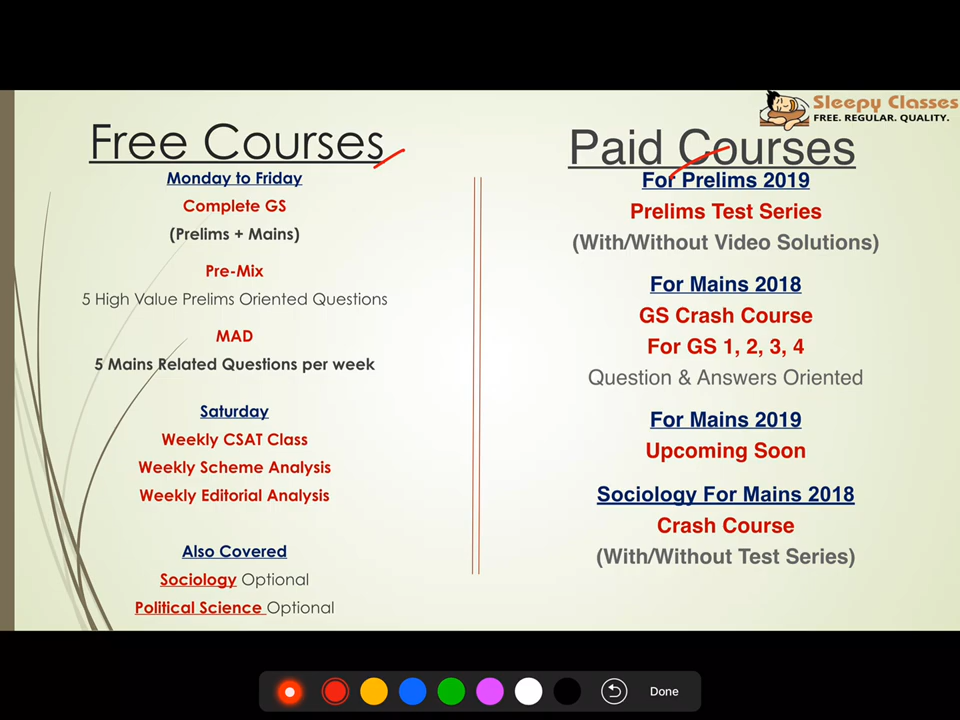 Sleepy Classes
FREE. REGULAR. QUALITY.
Free Courses
Monday to Friday
Complete GS
(Prelims + Mains)
Pre-Mix
5 High Value Prelims Oriented Questions
MAD
5 Mains Related Questions per week
Saturday
Weekly CSAT Class
Weekly Scheme Analysis
Weekly Editorial Analysis
Also Covered
Sociology Optional
Political Science Optional
Paid Courses
For Prelims 2019
Prelims Test Series
(With/Without Video Solutions)
For Mains 2018
GS Crash Course
For GS 1, 2, 3, 4
Question & Answers Oriented
For Mains 2019
Upcoming Soon
Sociology For Mains 2018
Crash Course
(With/Without Test Series)
Done